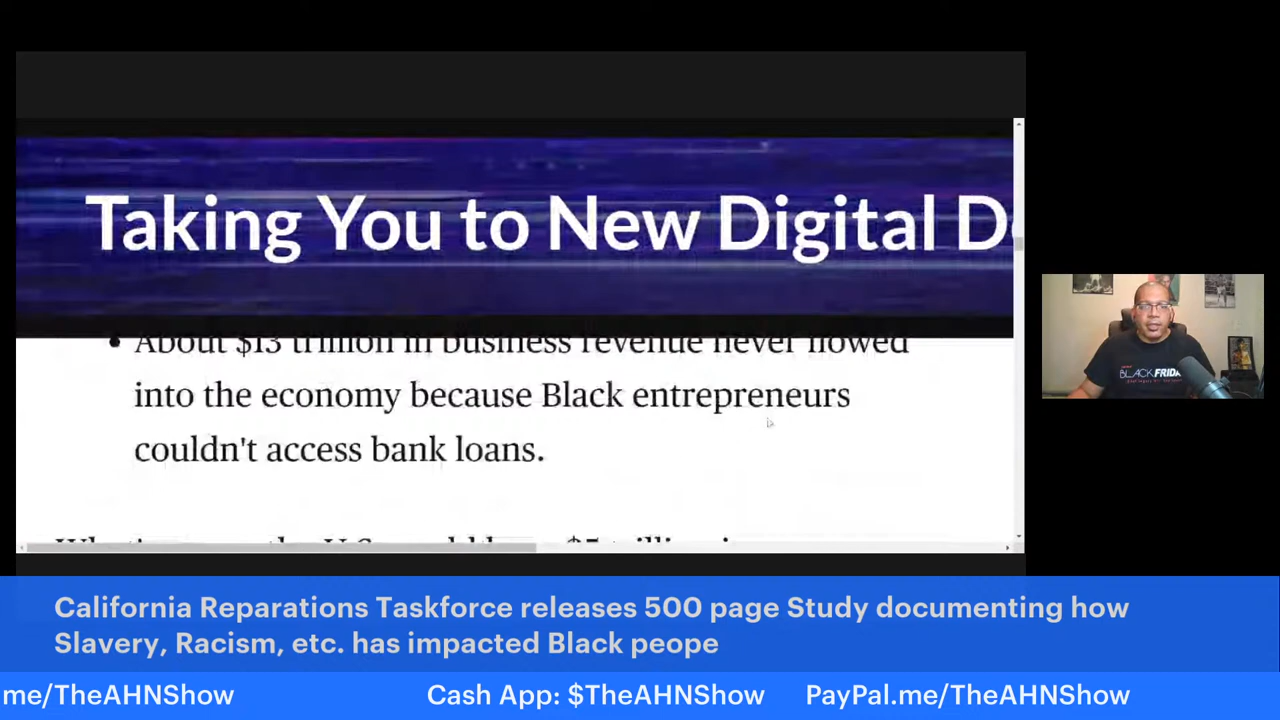 Taking You to New Digital
• About $13 trillion in business revenue never flowed
into the economy because Black entrepreneurs
couldn't access bank loans.
BLACK FRIDA
California Reparations Taskforce releases 500 page Study documenting how
Slavery, Racism, etc. has impacted Black peope
me/TheAHNShow Cash App: $TheAHNShow PayPal.me/TheAHNShow